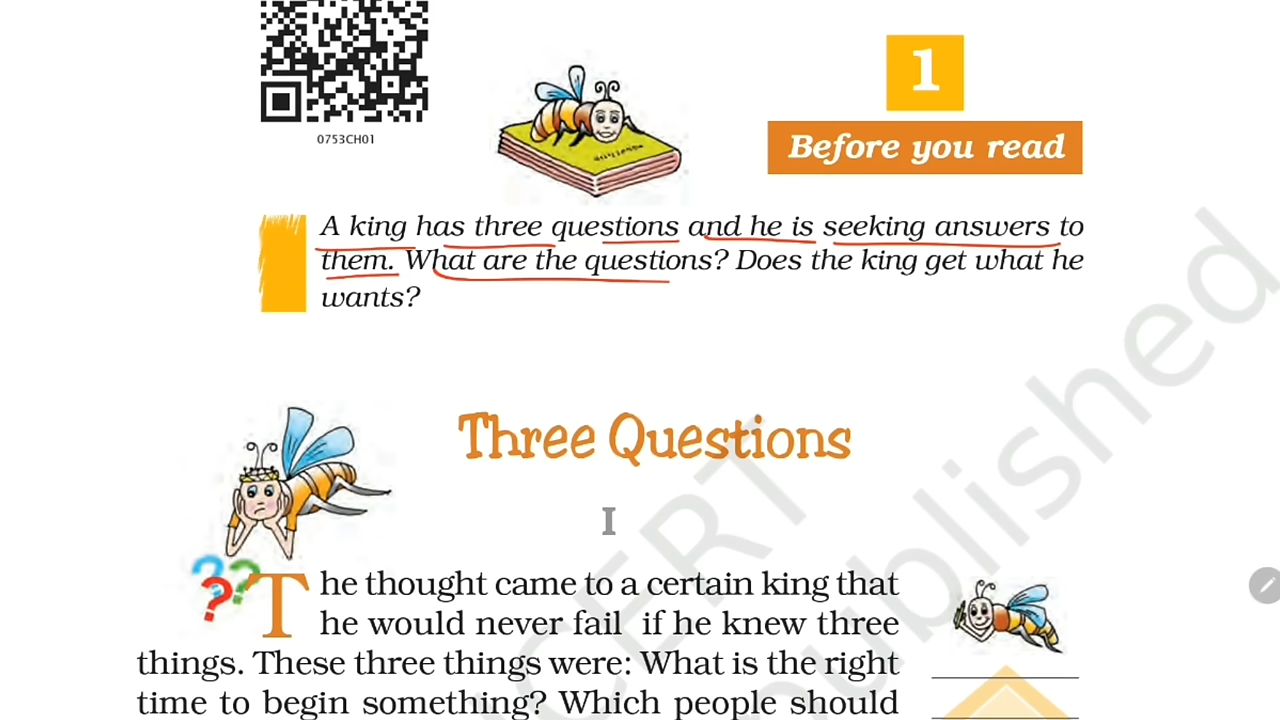 0753CH01
1
Before you read
A king has three questions and he is seeking answers to
them. What are the questions? Does the king get what he
wants?
Three Questions
I
The thought came to a certain king that
he would never fail if he knew three
things. These three things were: What is the right
time to begin something? Which people should
NCERT
published